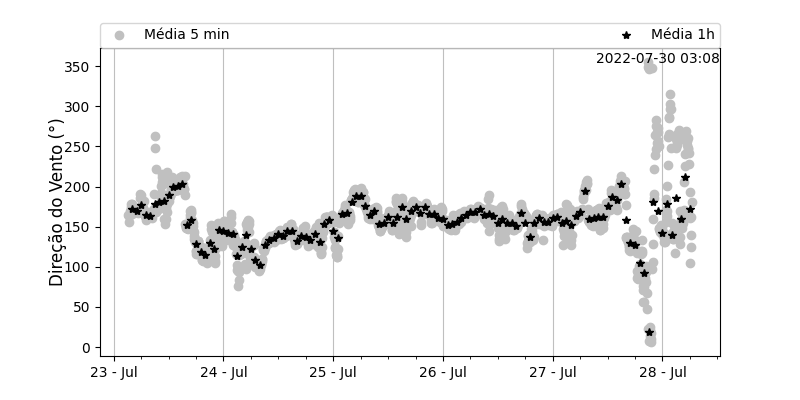 Média 5 min
Média 1h
2022-07-30 03:08
Direção do Vento (°)
350
300
250
200
150
100
50
0
23 - Jul
24 - Jul
25 - Jul
26 - Jul
27 - Jul
28 - Jul